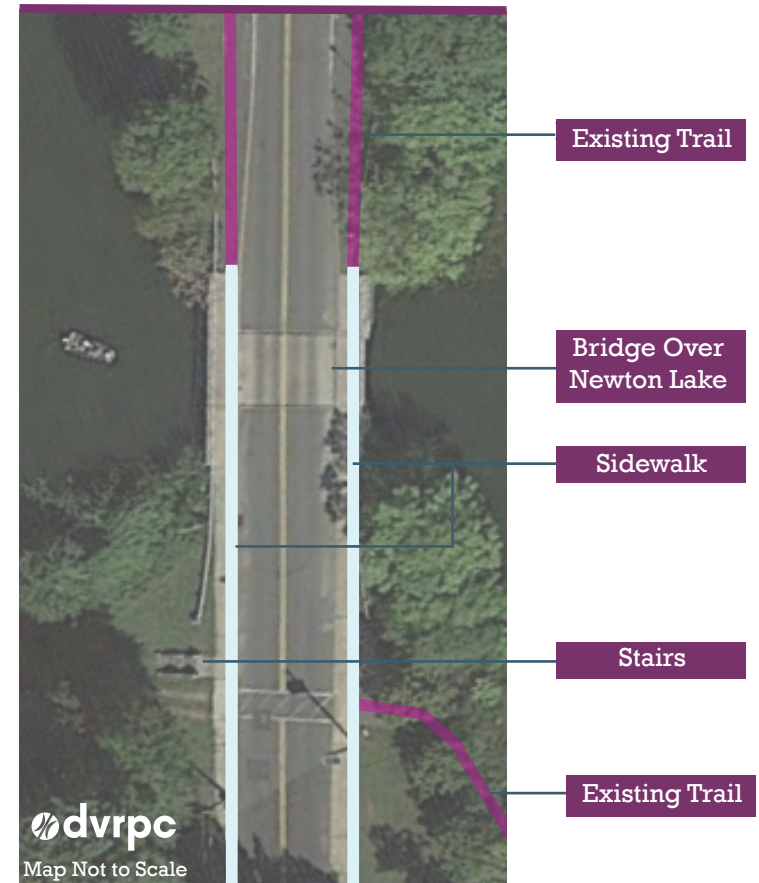 Existing Trail
Bridge Over
Newton Lake
Sidewalk
Stairs
Existing Trail
dvrpc
Map Not to Scale